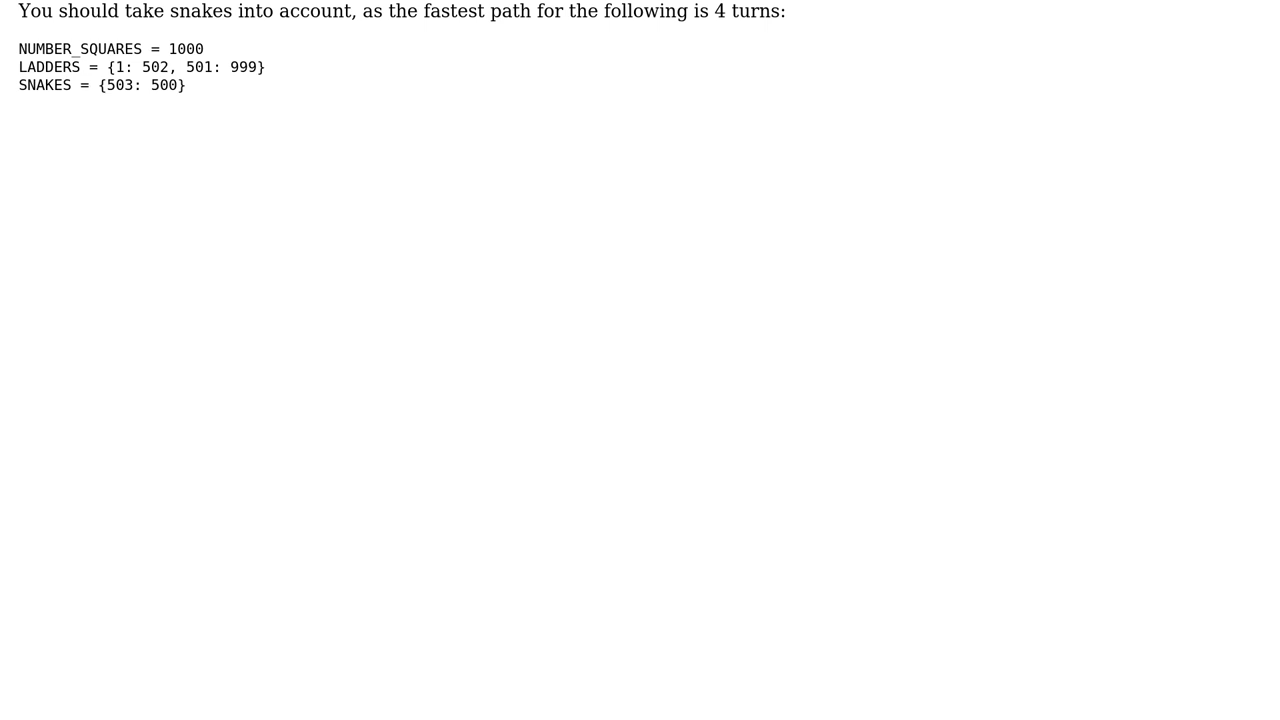 You should take snakes into account, as the fastest path for the following is 4 turns:
NUMBER_SQUARES = 1000
LADDERS = {1: 502, 501: 999}
SNAKES = {503: 500}